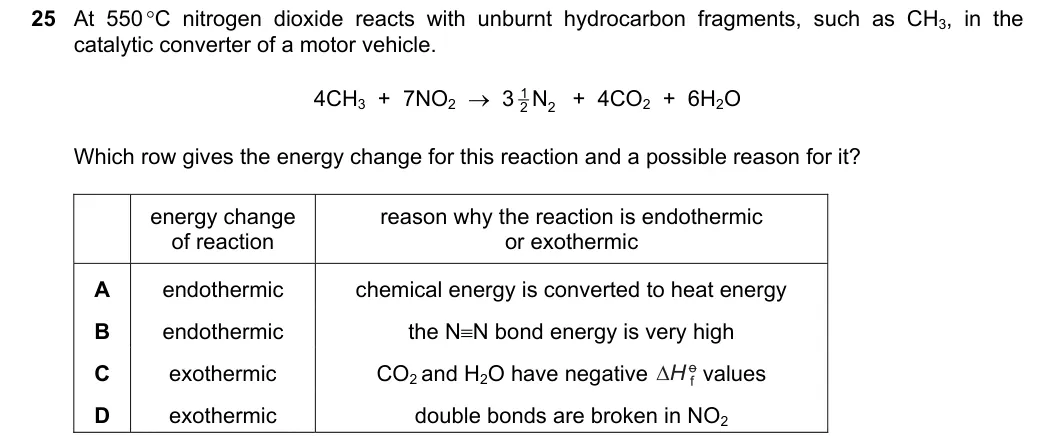 25 At 550 °C nitrogen dioxide reacts with unburnt hydrocarbon fragments, such as CH₃, in the
catalytic converter of a motor vehicle.
4CH₃ + 7NO₂ → 3½N₂ + 4CO₂ + 6H₂O
Which row gives the energy change for this reaction and a possible reason for it?
energy change of reaction | reason why the reaction is endothermic or exothermic
A endothermic chemical energy is converted to heat energy
B endothermic the N≡N bond energy is very high
C exothermic CO₂ and H₂O have negative ΔH_f^⦵ values
D exothermic double bonds are broken in NO₂